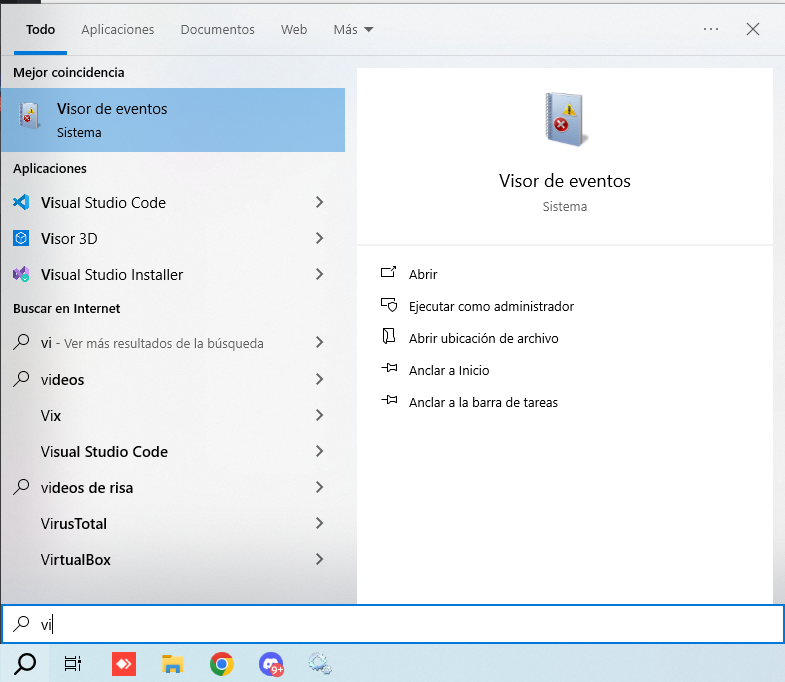 Todo Aplicaciones Documentos Web Más
Mejor coincidencia
Visor de eventos
Sistema
Aplicaciones
Visual Studio Code
Visor 3D
Visual Studio Installer
Buscar en Internet
vi - Ver más resultados de la búsqueda
videos
Vix
Visual Studio Code
videos de risa
VirusTotal
VirtualBox
Visor de eventos
Sistema
Abrir
Ejecutar como administrador
Abrir ubicación de archivo
Anclar a Inicio
Anclar a la barra de tareas
vi
9+